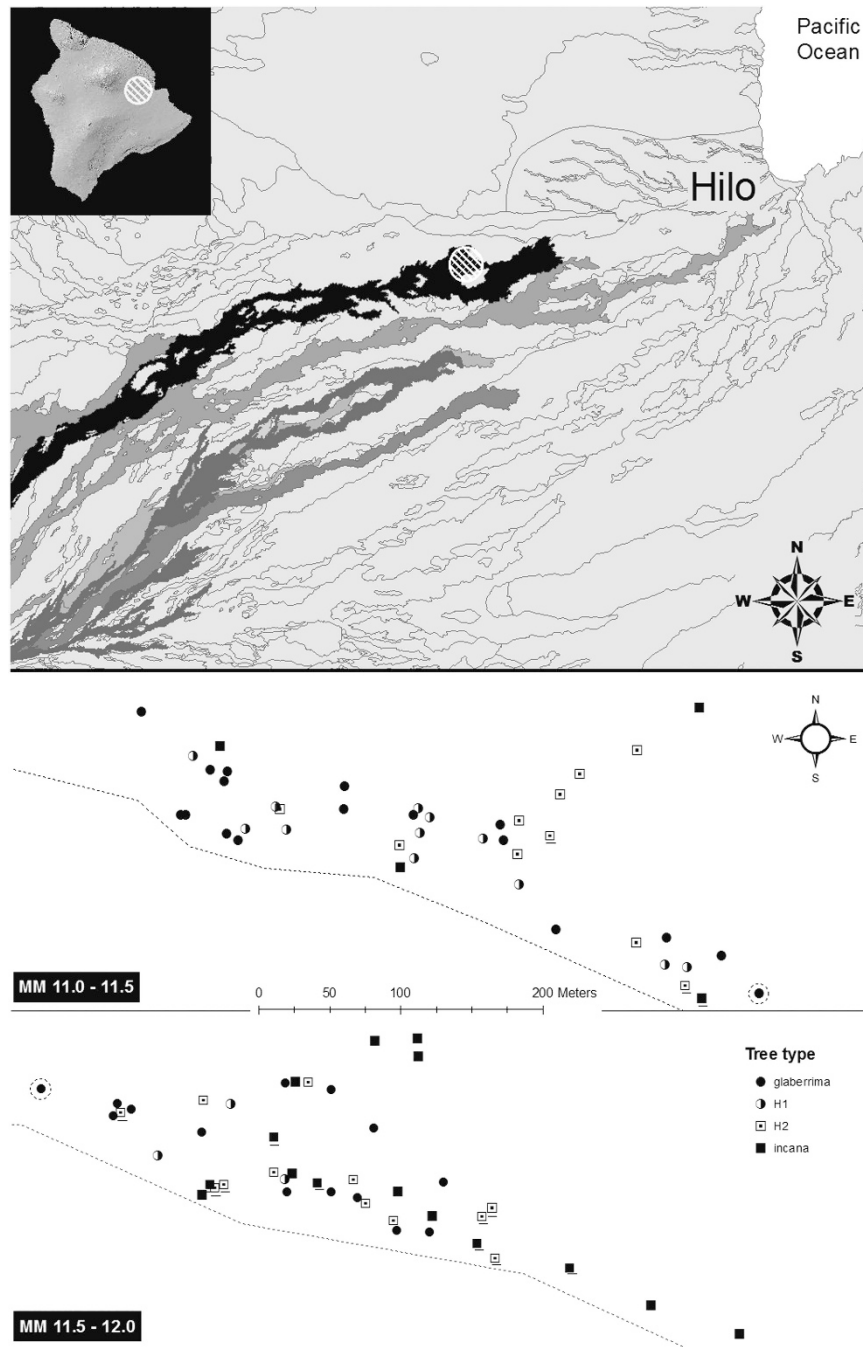 Pacific
Ocean
Hilo
N
W E
S
N
W E
S
MM 11.0 - 11.5
0 50 100 200 Meters
Tree type
glaberrima
H1
H2
incana
MM 11.5 - 12.0